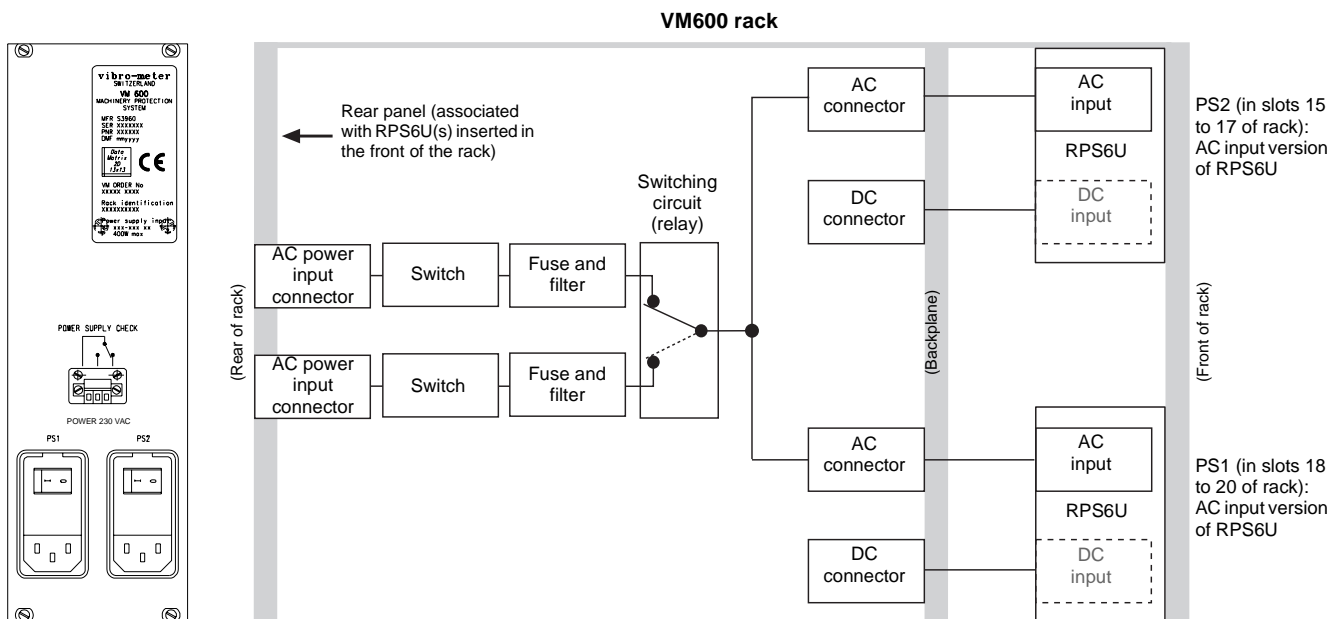 VM600 rack
vibro-meter
SWITZERLAND
VM 600
MACHINERY PROTECTION
SYSTEM
MFR S3960
SER XXXXXXX
PNR XXXXXX
DMF mmyyyy
Data
Matrix
2D
13x13
CE
VM ORDER No
XXXXX XXXX
Rack identification
XXXXXXXXXX
Power supply input
xxx-xxx xx
400W max
POWER SUPPLY CHECK
POWER 230 VAC
PS1
PS2
Rear panel (associated
with RPS6U(s) inserted in
the front of the rack)
(Rear of rack)
AC power
input
connector
Switch
Fuse and
filter
AC power
input
connector
Switch
Fuse and
filter
Switching
circuit
(relay)
AC
connector
DC
connector
AC
connector
DC
connector
(Backplane)
AC
input
RPS6U
DC
input
AC
input
RPS6U
DC
input
(Front of rack)
PS2 (in slots 15
to 17 of rack):
AC input version
of RPS6U
PS1 (in slots 18
to 20 of rack):
AC input version
of RPS6U